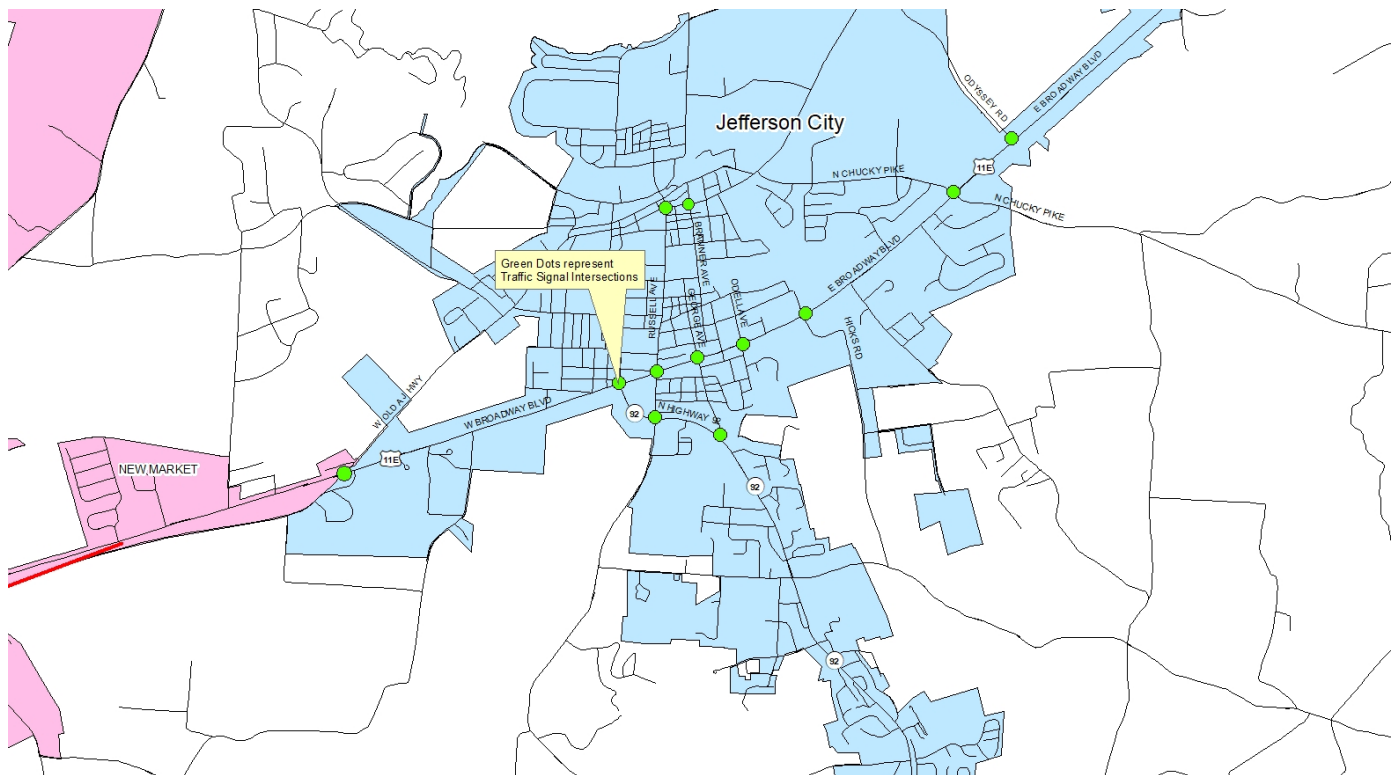 Jefferson City
ODYSSEY RD
E BROADWAY BLVD
11E
N CHUCKY PIKE
N CHUCKY PIKE
E BROADWAY BLVD
Green Dots represent
Traffic Signal Intersections
BRANNER AVE
RUSSELL AVE
GEORGE AVE
ODELL AVE
HICKS RD
W OLD AJ HWY
W BROADWAY BLVD
92
N HIGHWAY 92
11E
NEW MARKET
92
92